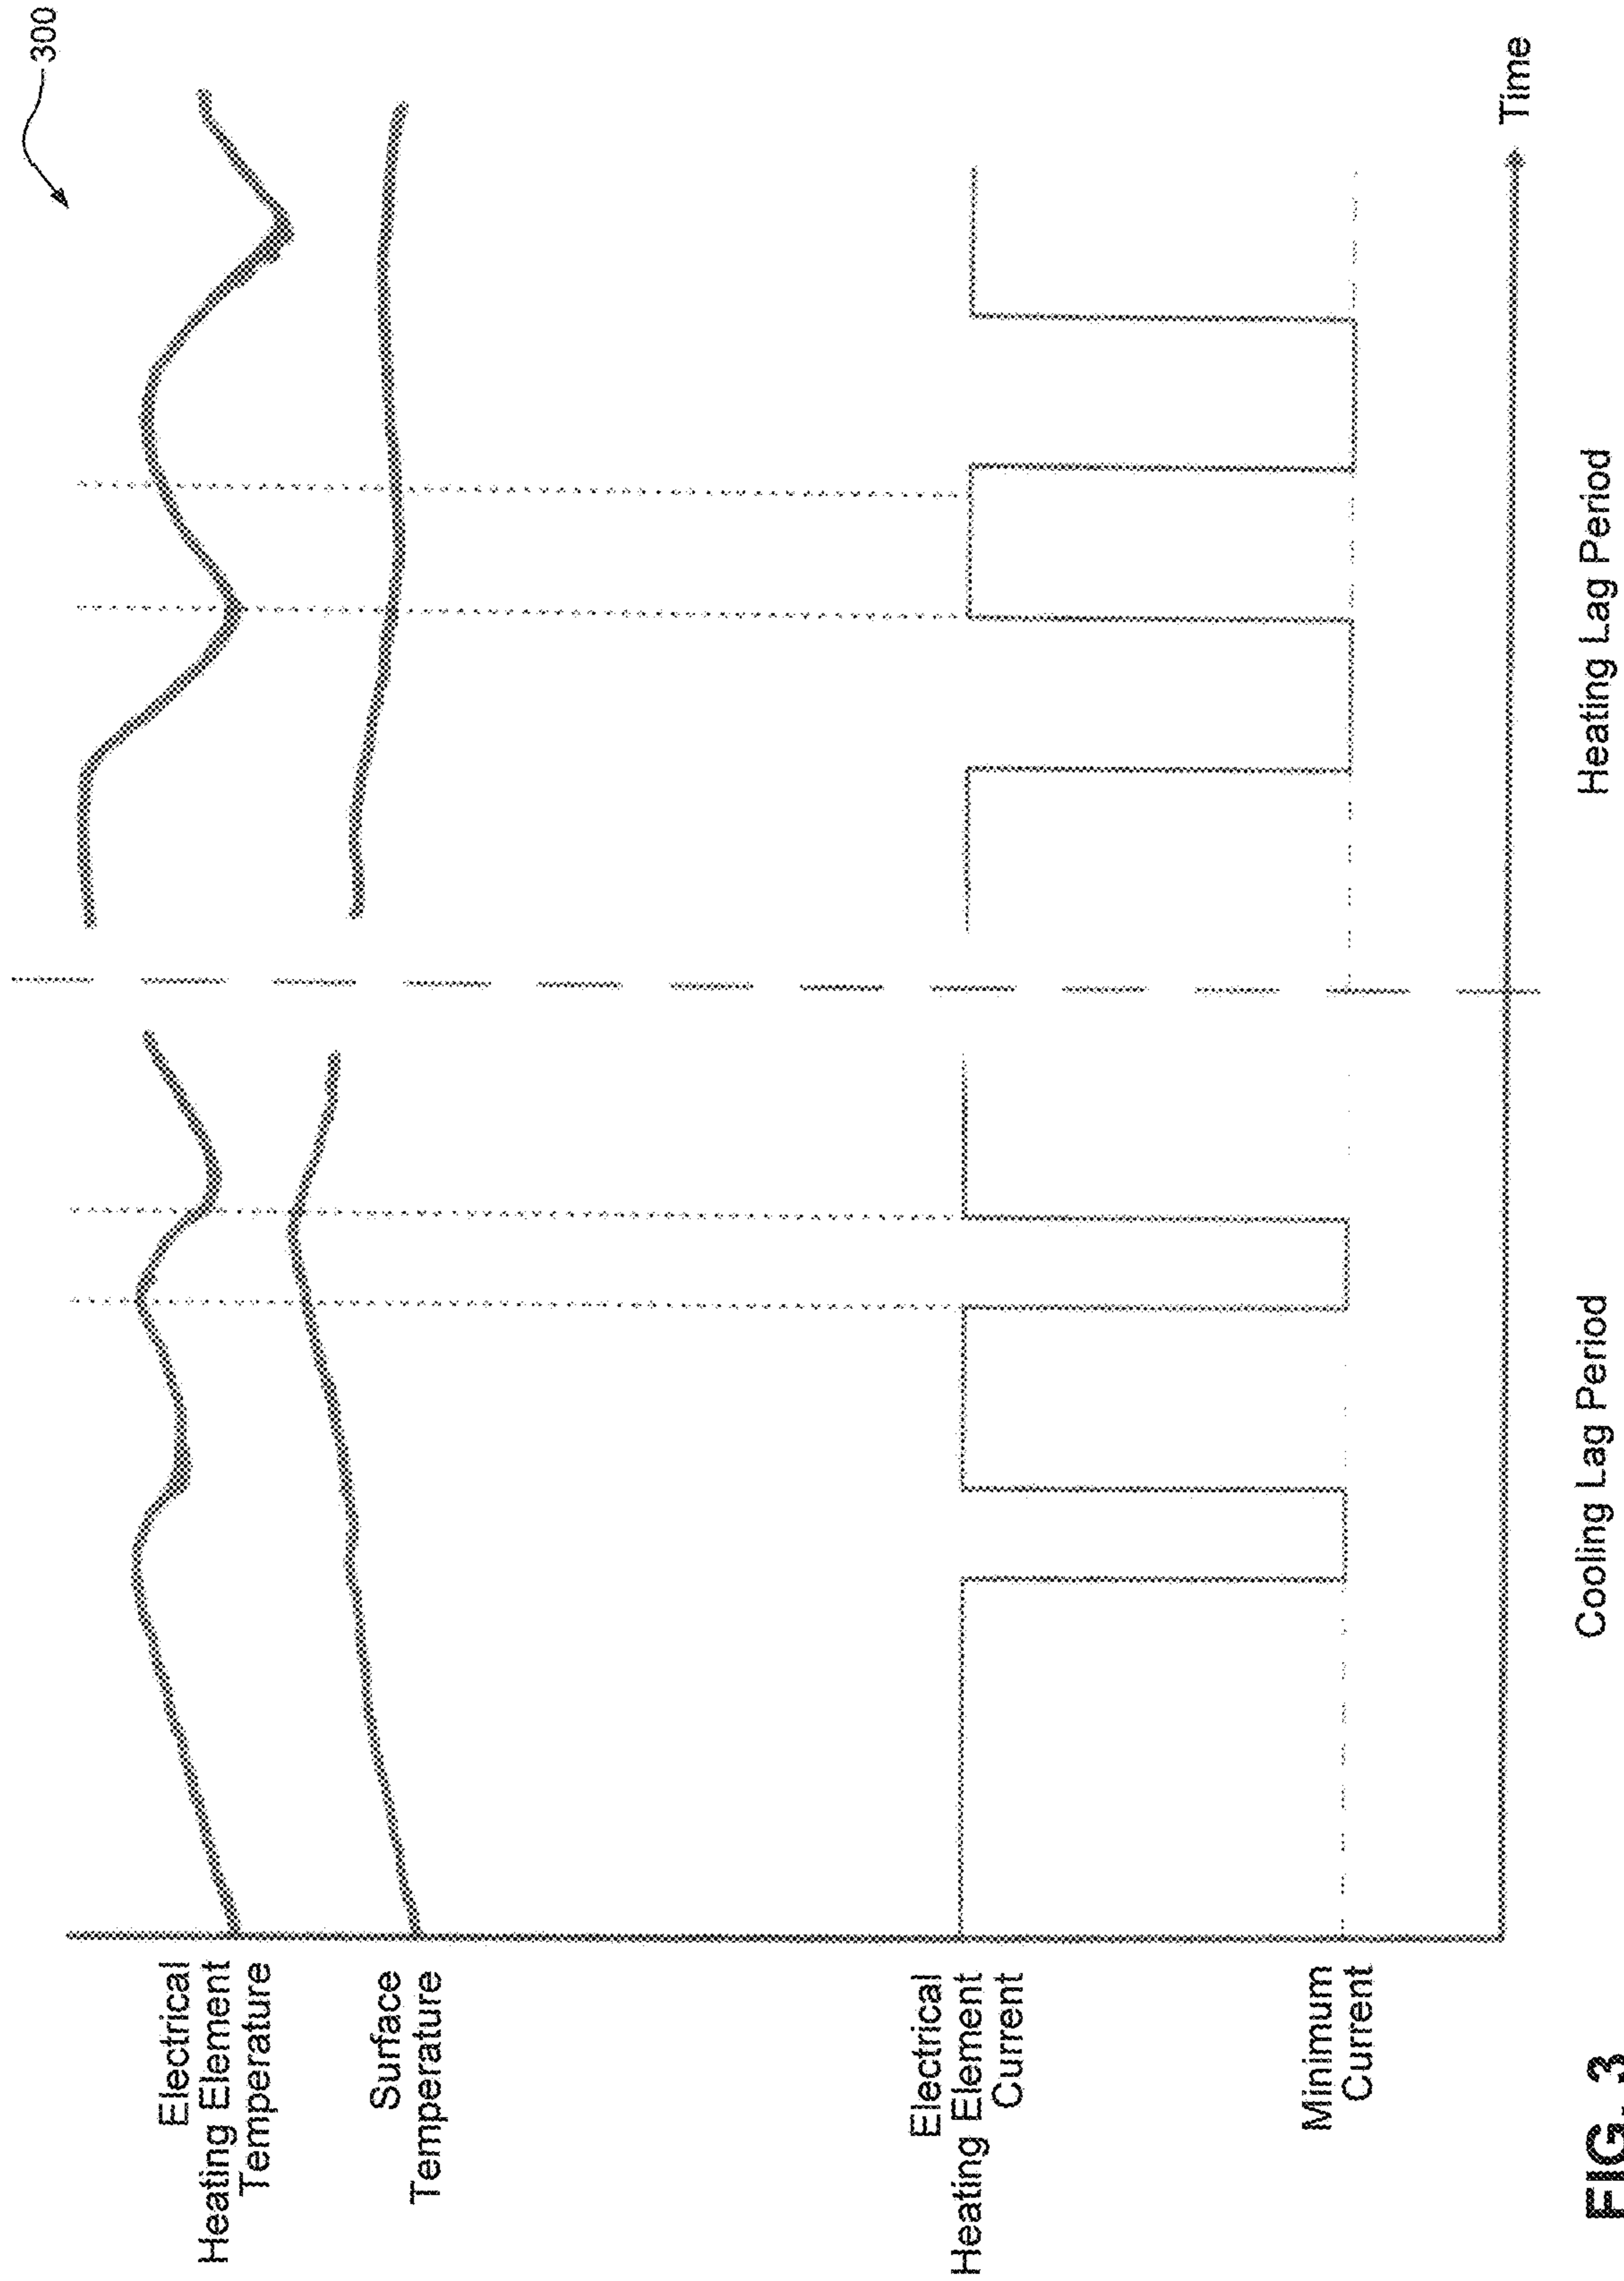 300
Electrical
Heating Element
Temperature
Surface
Temperature
Electrical
Heating Element
Current
Minimum
Current
Time
Cooling Lag Period
Heating Lag Period
FIG. 3